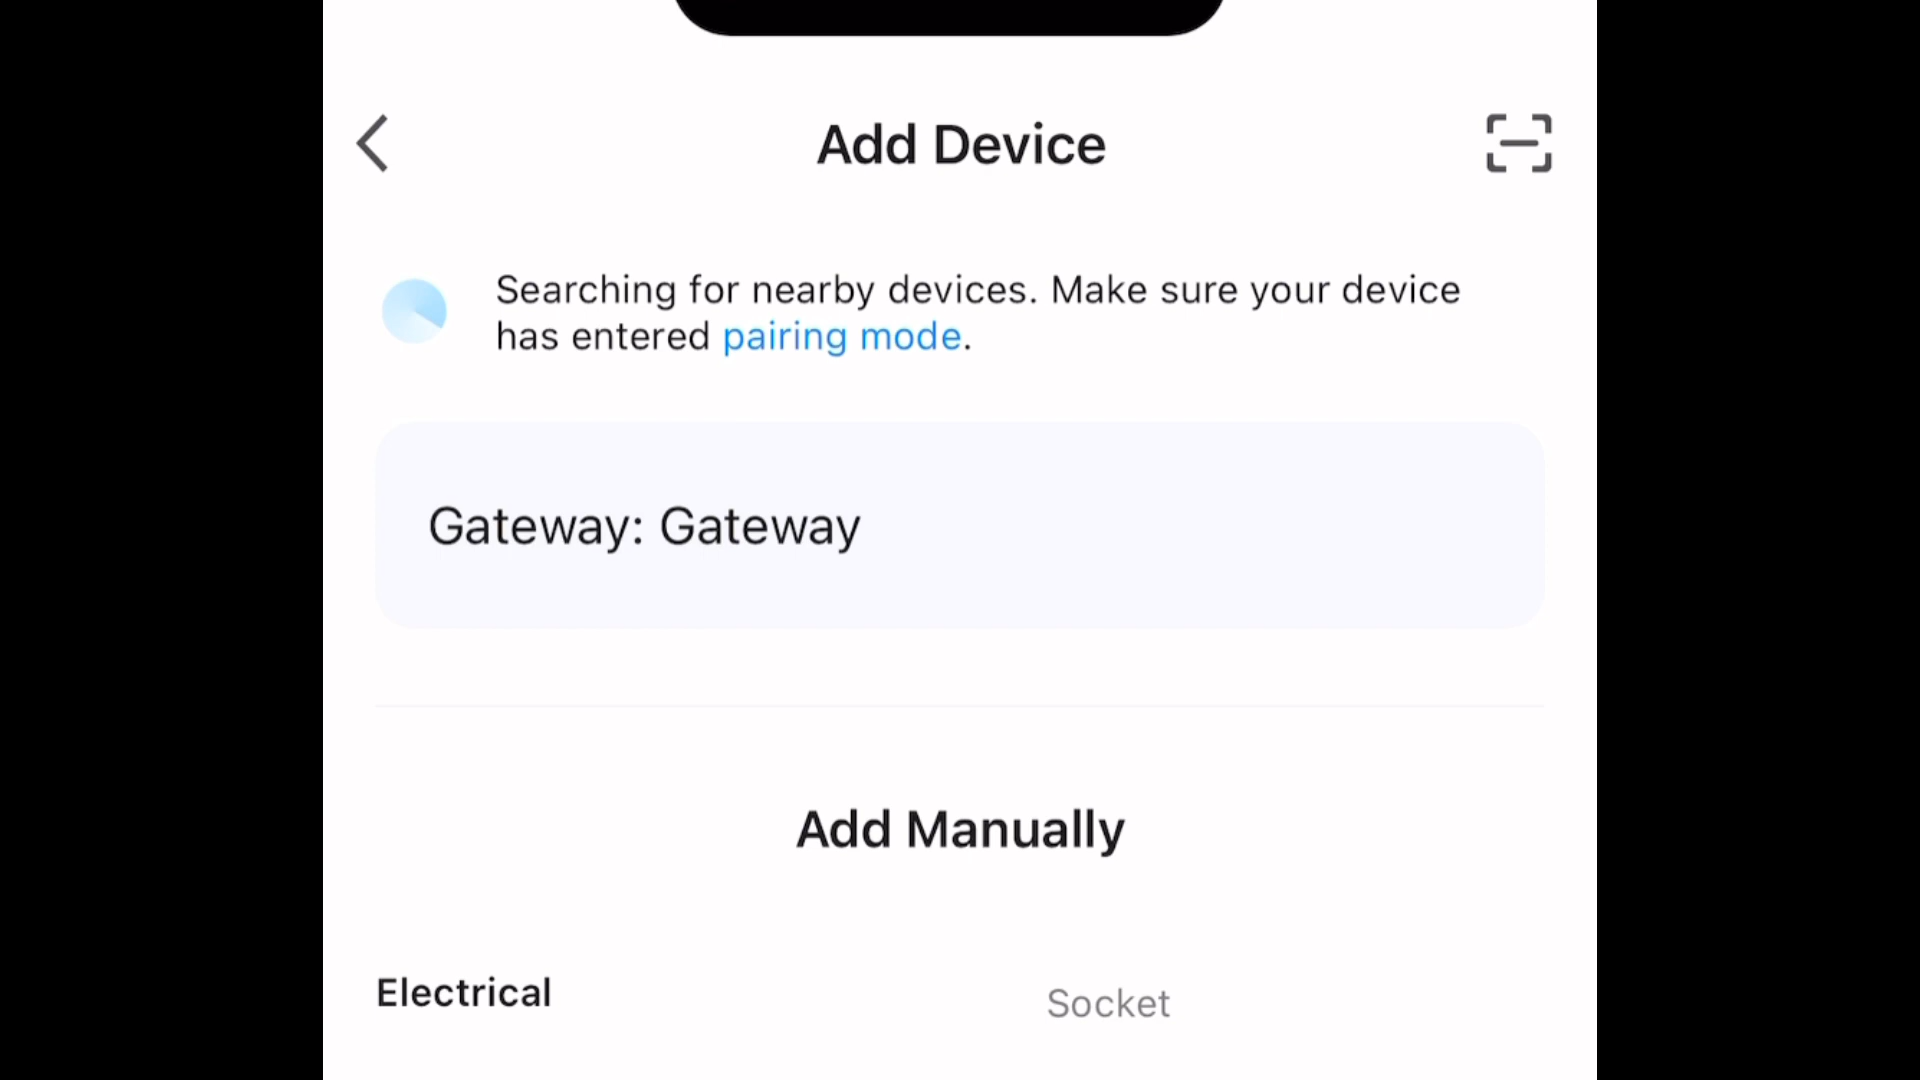 Add Device
Searching for nearby devices. Make sure your device
has entered pairing mode.
Gateway: Gateway
Add Manually
Electrical
Socket